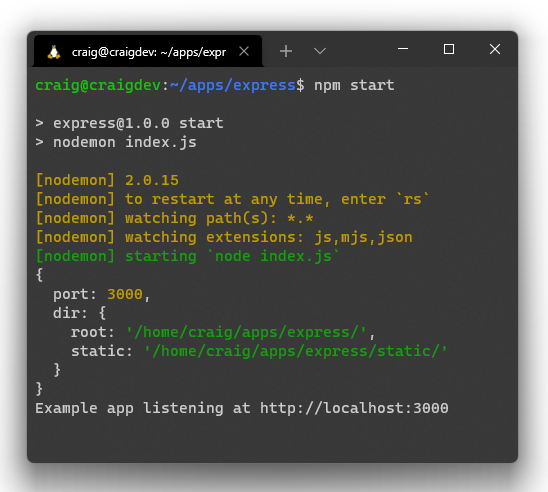 craig@craigdev: ~/apps/expr
craig@craigdev:~/apps/express$ npm start
> express@1.0.0 start
> nodemon index.js
[nodemon] 2.0.15
[nodemon] to restart at any time, enter `rs`
[nodemon] watching path(s): *.*
[nodemon] watching extensions: js,mjs,json
[nodemon] starting `node index.js`
{
  port: 3000,
  dir: {
    root: '/home/craig/apps/express/',
    static: '/home/craig/apps/express/static/'
  }
}
Example app listening at http://localhost:3000